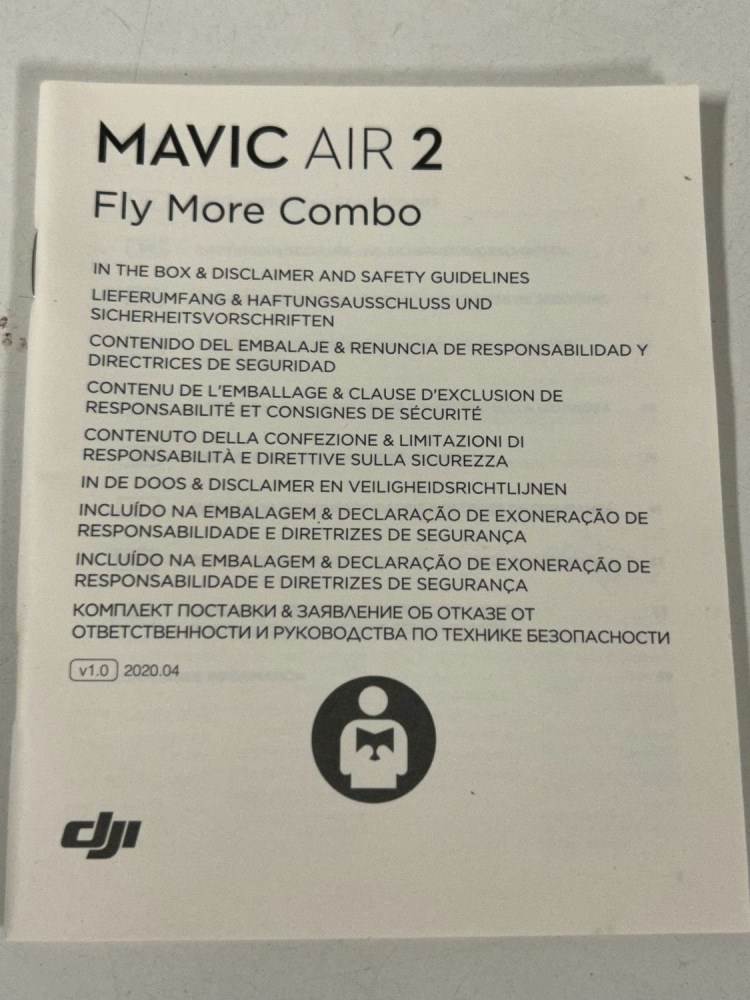 MAVIC AIR 2
Fly More Combo
IN THE BOX & DISCLAIMER AND SAFETY GUIDELINES
LIEFERUMFANG & HAFTUNGSAUSSCHLUSS UND
SICHERHEITSVORSCHRIFTEN
CONTENIDO DEL EMBALAJE & RENUNCIA DE RESPONSABILIDAD Y
DIRECTRICES DE SEGURIDAD
CONTENU DE L'EMBALLAGE & CLAUSE D'EXCLUSION DE
RESPONSABILITÉ ET CONSIGNES DE SÉCURITÉ
CONTENUTO DELLA CONFEZIONE & LIMITAZIONI DI
RESPONSABILITÀ E DIRETTIVE SULLA SICUREZZA
IN DE DOOS & DISCLAIMER EN VEILIGHEIDSRICHTLIJNEN
INCLUÍDO NA EMBALAGEM & DECLARAÇÃO DE EXONERAÇÃO DE
RESPONSABILIDADE E DIRETRIZES DE SEGURANÇA
INCLUÍDO NA EMBALAGEM & DECLARAÇÃO DE EXONERAÇÃO DE
RESPONSABILIDADE E DIRETRIZES DE SEGURANÇA
КОМПЛЕКТ ПОСТАВКИ & ЗАЯВЛЕНИЕ ОБ ОТКАЗЕ ОТ
ОТВЕТСТВЕННОСТИ И РУКОВОДСТВА ПО ТЕХНИКЕ БЕЗОПАСНОСТИ
v1.0 2020.04
dji